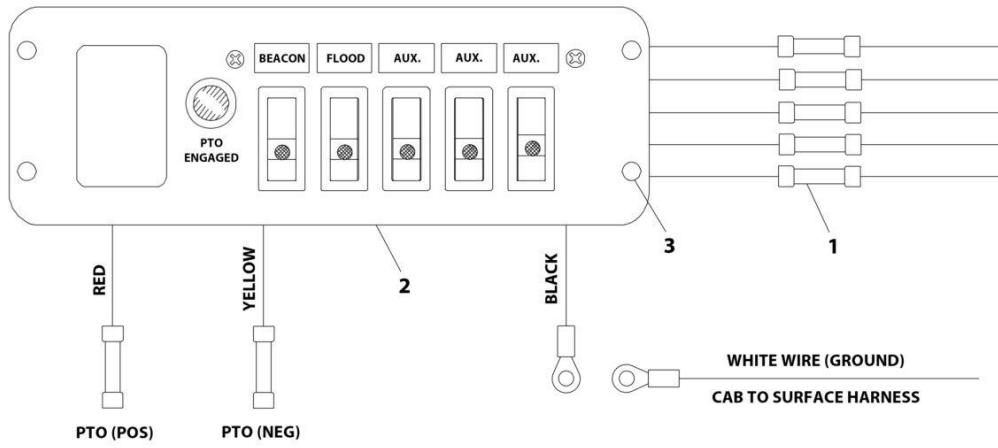 BEACON
FLOOD
AUX.
AUX.
AUX.
PTO
ENGAGED
3
1
2
RED
YELLOW
BLACK
WHITE WIRE (GROUND)
CAB TO SURFACE HARNESS
PTO (POS)
PTO (NEG)